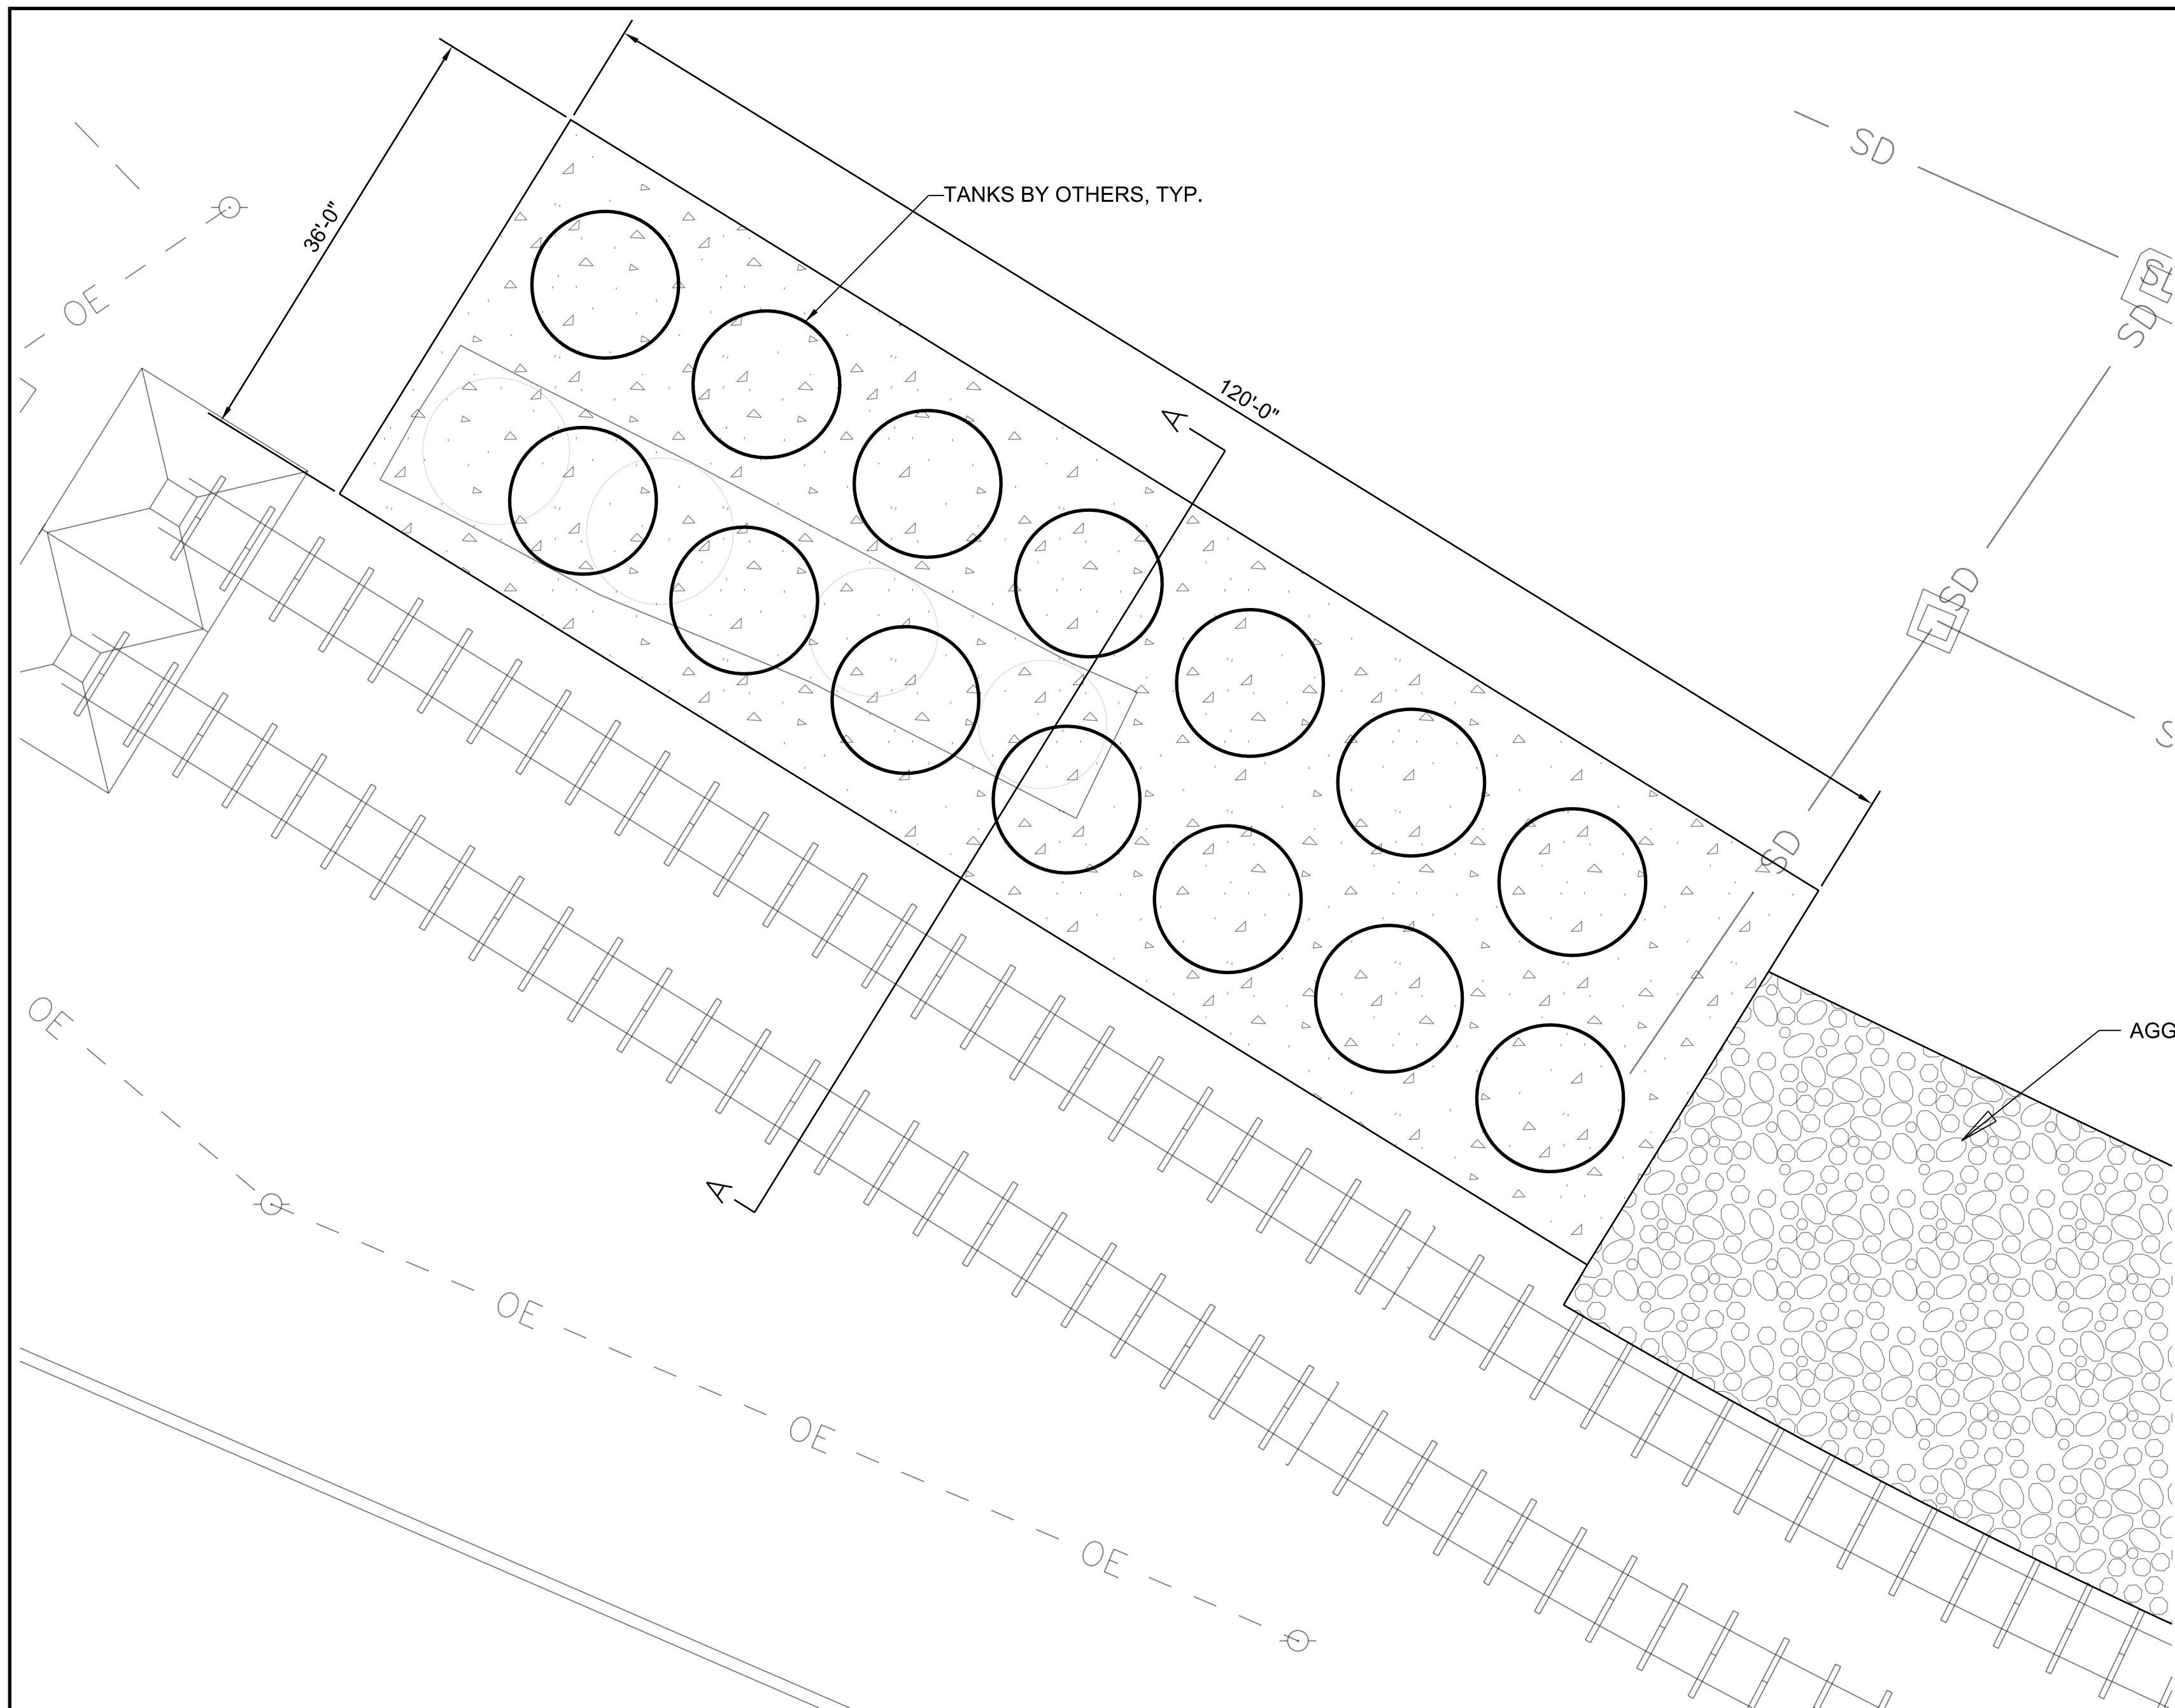 SD
TANKS BY OTHERS, TYP.
36'-0"
OE
SD
120'-0"
A
SD
SD
OE
AGG
A
OE
OE
OE